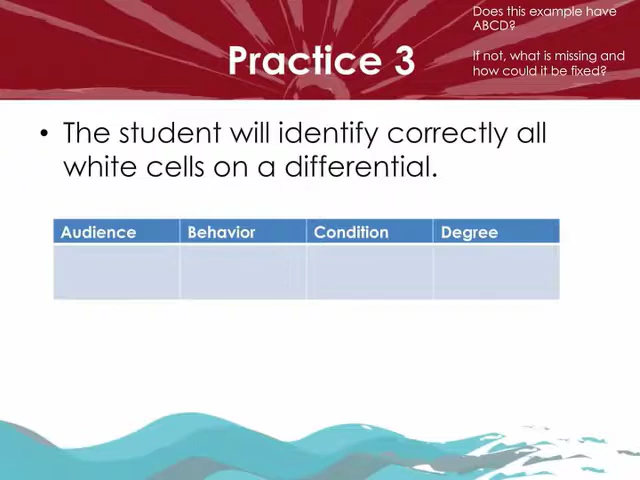 Does this example have
ABCD?
If not, what is missing and
how could it be fixed?
Practice 3
• The student will identify correctly all
white cells on a differential.
Audience Behavior Condition Degree